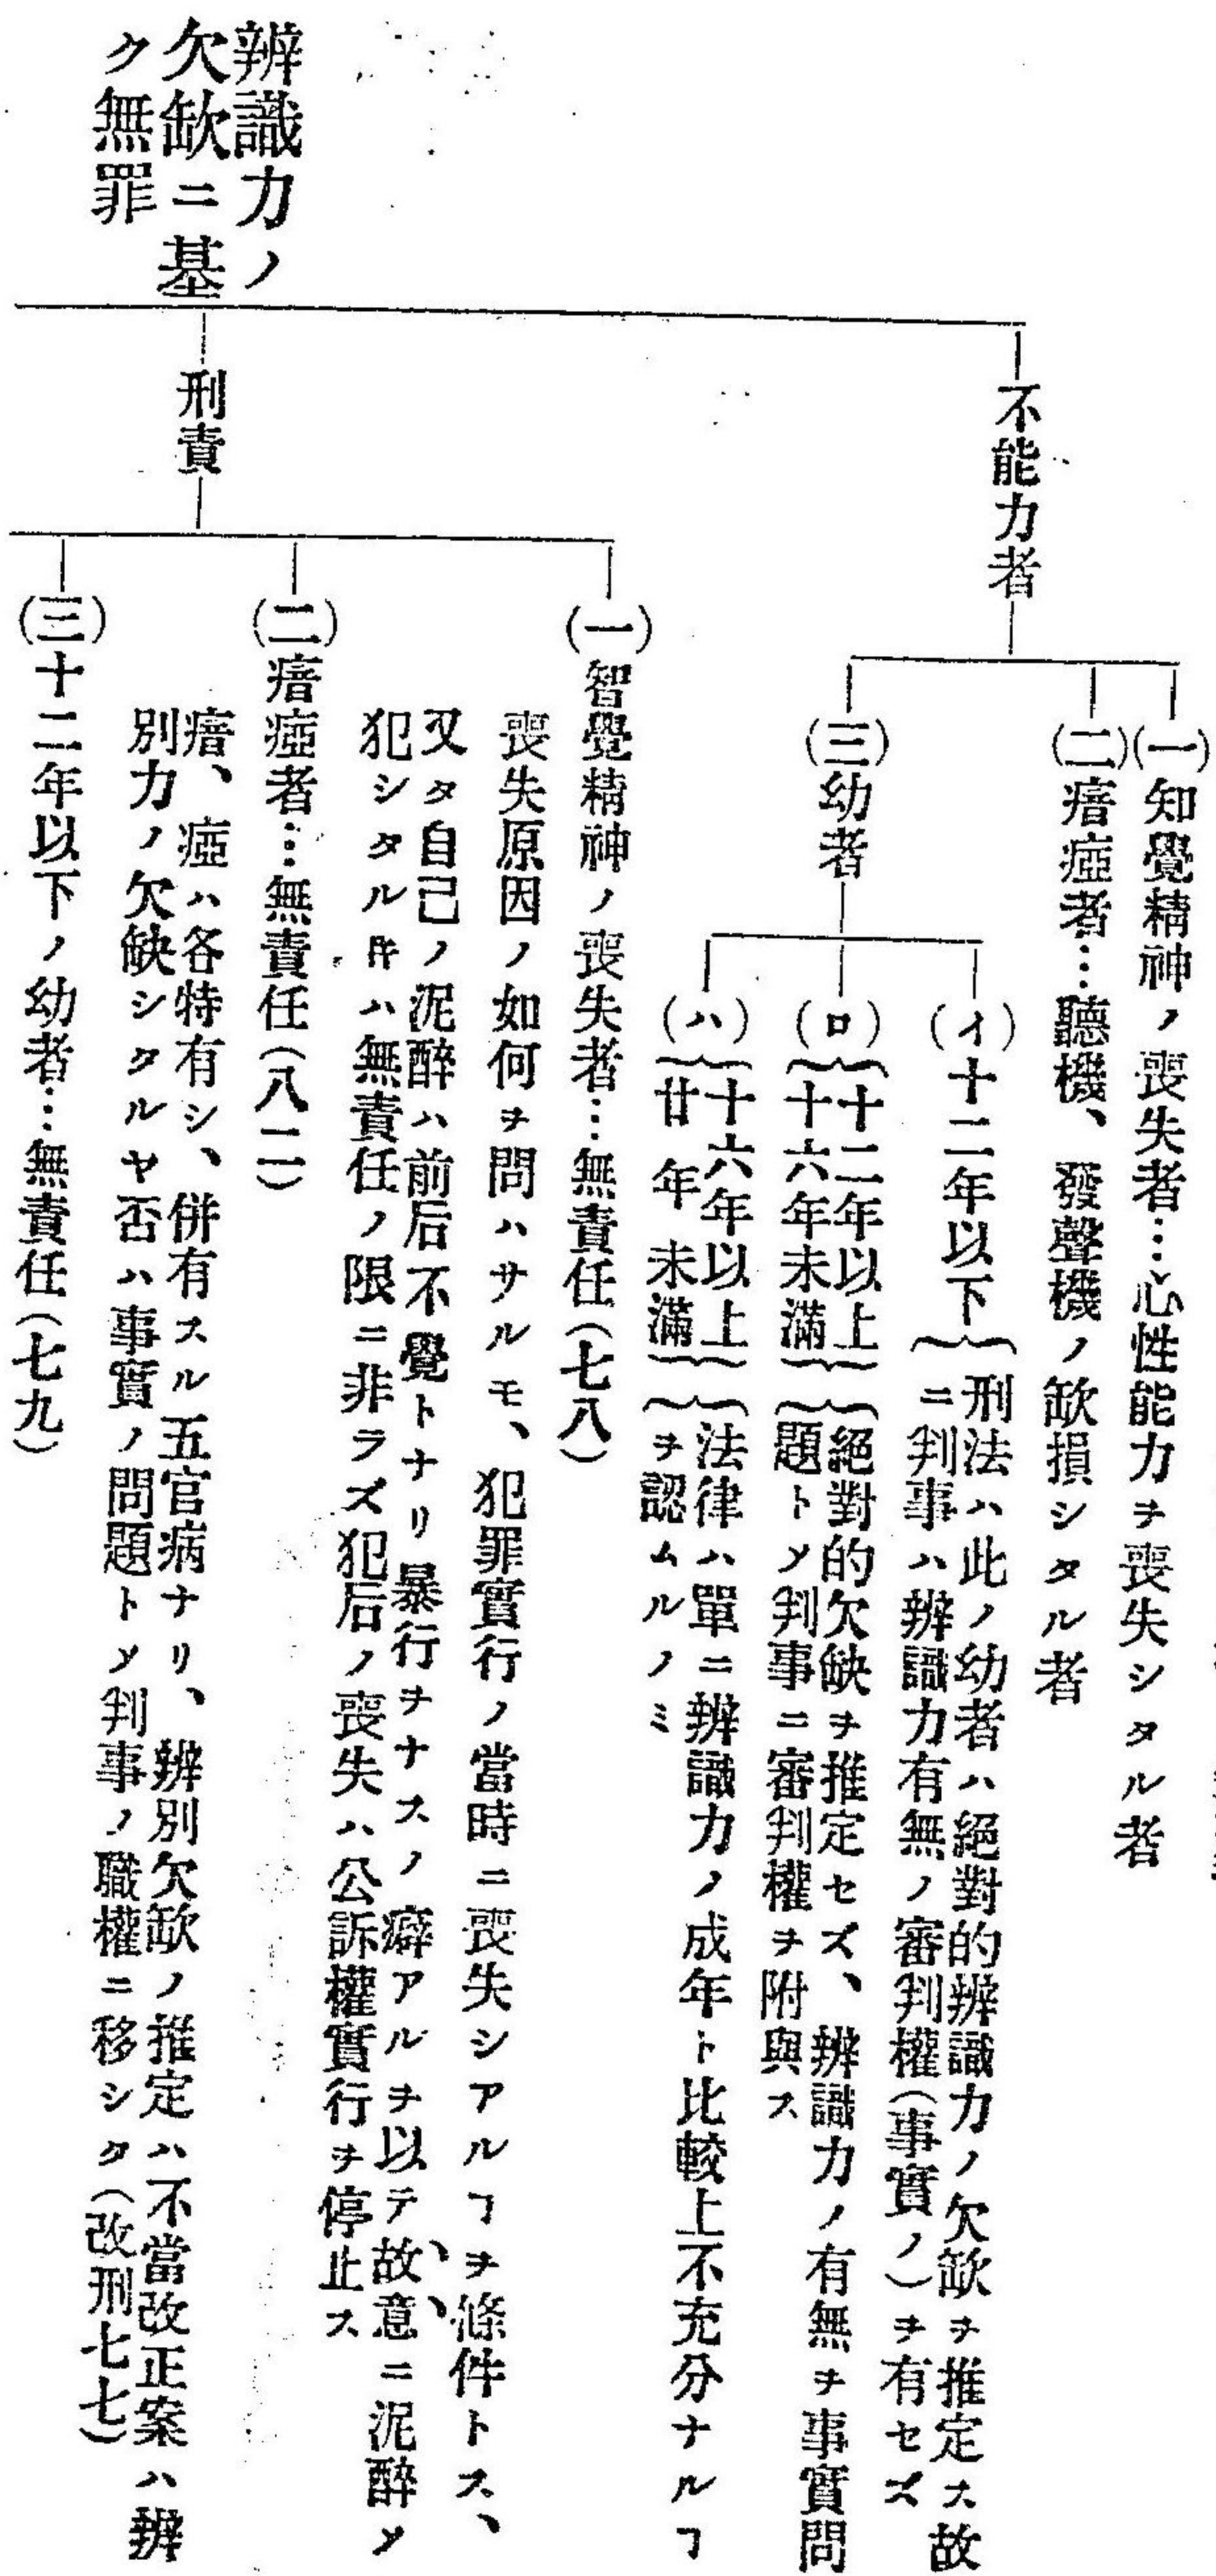 辨識力ノ
欠缺ニ基
ク無罪
不能力者
(一)知覺精神ノ喪失者…心性能力ヲ喪失シタル者
(二)瘖瘂者…聽機、發聲機ノ缺損シタル者
(三)幼者
(イ)十二年以下
刑法ハ此ノ幼者ハ絕對的辨識力ノ欠缺ヲ推定ス故
ニ判事ハ辨識力有無ノ審判權(事實ノ)ヲ有セズ
(ロ)十二年以上
十六年未滿
絕對的欠缺ヲ推定セズ、辨識力ノ有無ヲ事實問
題トメ判事ニ審判權ヲ附與ス
(ハ)十六年以上
廿年未滿
法律ハ單ニ辨識力ノ成年ト比較上不充分ナルヿ
ヲ認ムルノミ
刑責
(一)智覺精神ノ喪失者…無責任(七八)
喪失原因ノ如何ヲ問ハサルモ、犯罪實行ノ當時ニ喪失シアルヿヲ條件トス、
又タ自己ノ泥醉ハ前后不覺トナリ暴行ヲナスノ癖アルヲ以テ故意ニ泥醉メ
犯シタル䏻ハ無責任ノ限ニ非ラズ犯后ノ喪失ハ公訴權實行ヲ停止ス
(二)瘖瘂者…無責任(八二)
瘖、瘂ハ各特有シ、併有スル五官病ナリ、辨別欠缺ノ推定ハ不當改正案ハ辨
別力ノ欠缺シタルヤ否ハ事實ノ問題トメ判事ノ職權ニ移シタ(改刑七七)
(三)十二年以下ノ幼者…無責任(七九)